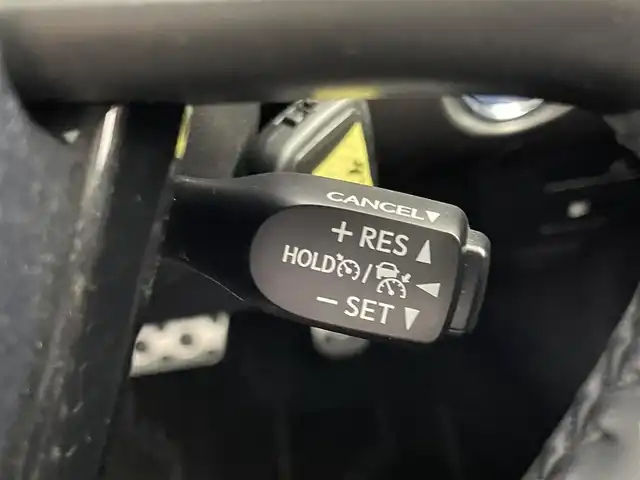 CANCEL▼
+ RES ▲
HOLD /
− SET ▼